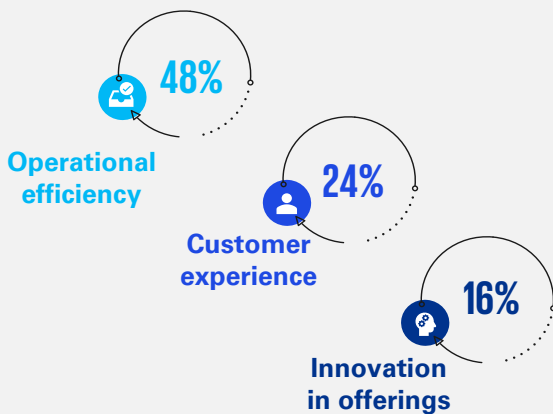 48%
Operational
efficiency
24%
Customer
experience
16%
Innovation
in offerings